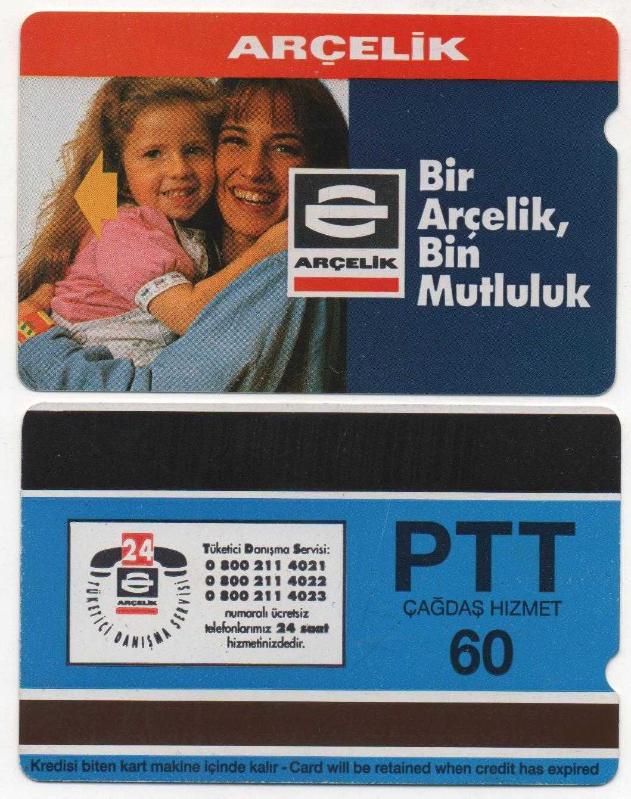 ARÇELİK
Bir
Arçelik,
Bin
Mutluluk
ARÇELİK
24
ARÇELİK
TÜKETİCİ DANIŞMA SERVİSİ
Tüketici Danışma Servisi:
0 800 211 4021
0 800 211 4022
0 800 211 4023
numaralı ücretsiz
telefonlarımız 24 saat
hizmetinizdedir.
PTT
ÇAĞDAŞ HIZMET
60
Kredisi biten kart makine içinde kalır - Card will be retained when credit has expired